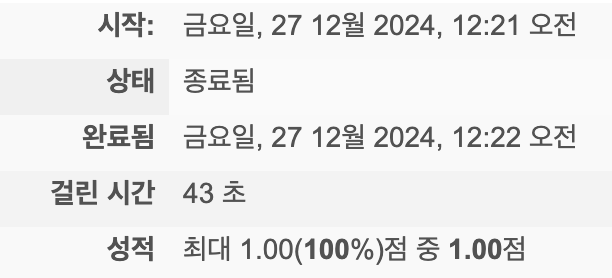 시작: 금요일, 27 12월 2024, 12:21 오전
상태 종료됨
완료됨 금요일, 27 12월 2024, 12:22 오전
걸린 시간 43 초
성적 최대 1.00(100%)점 중 1.00점